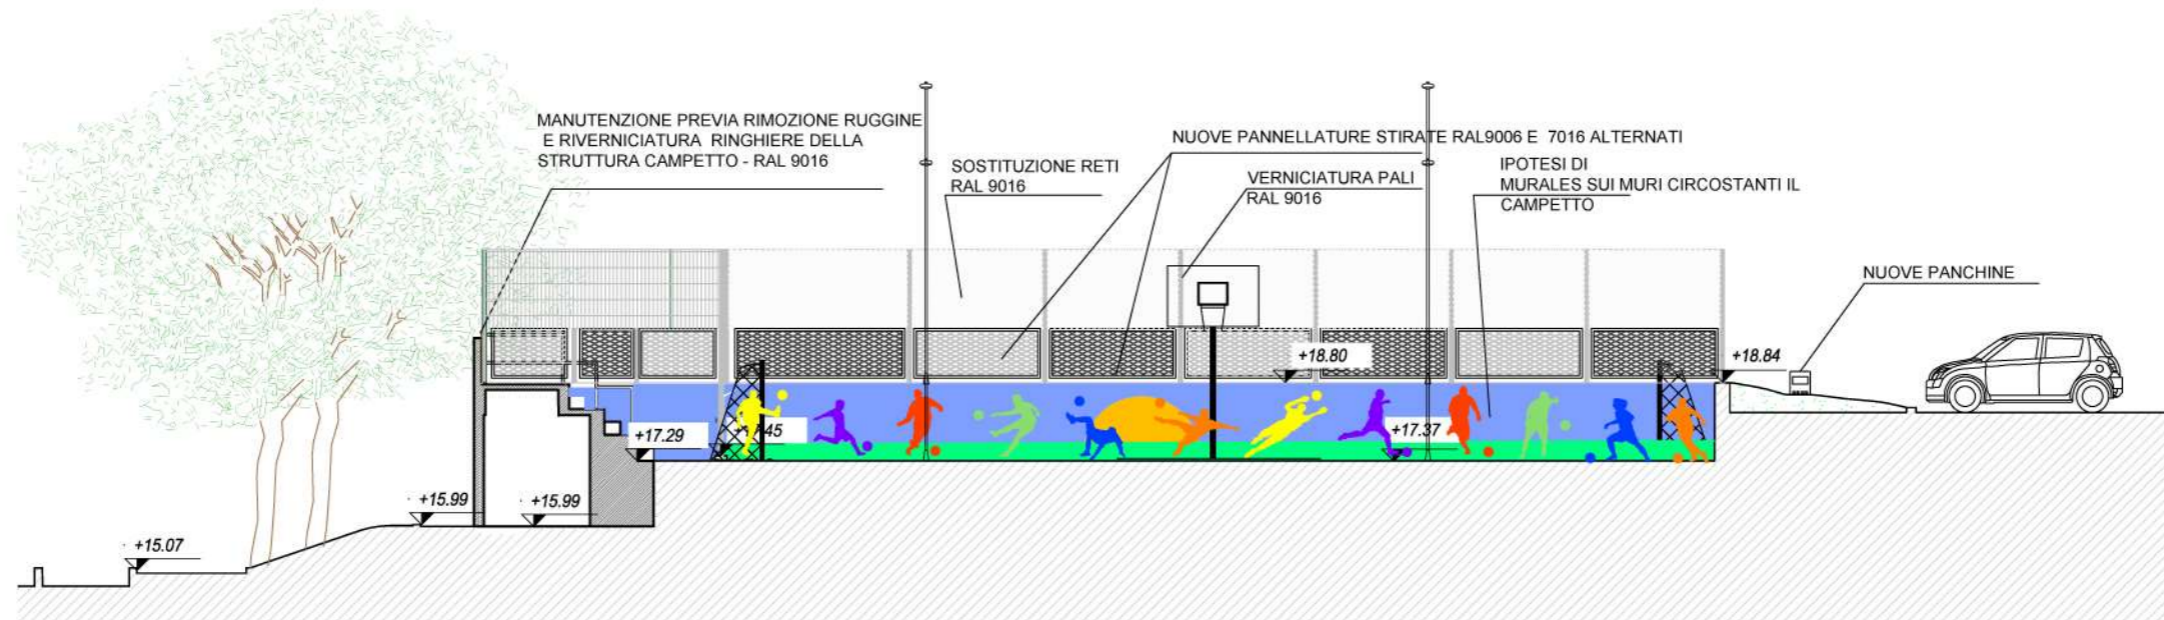 MANUTENZIONE PREVIA RIMOZIONE RUGGINE
E RIVERNICIATURA RINGHIERE DELLA
STRUTTURA CAMPETTO - RAL 9016
SOSTITUZIONE RETI
RAL 9016
NUOVE PANNELLATURE STIRATE RAL9006 E 7016 ALTERNATI
VERNICIATURA PALI
RAL 9016
IPOTESI DI
MURALES SUI MURI CIRCOSTANTI IL
CAMPETTO
NUOVE PANCHINE
+18.80
+18.84
+17.29
45
+17.37
+15.99
+15.99
+15.07